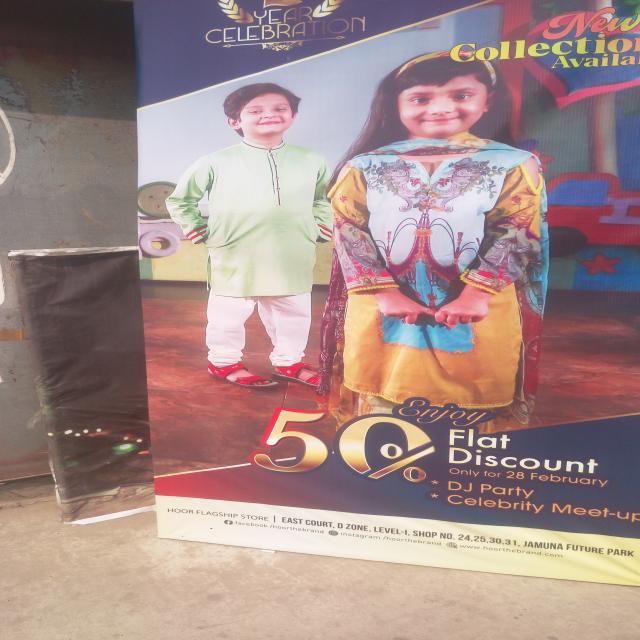 YEAR
CELEBRATION
New
Collection
Availa
Enjoy
50%
Flat
Discount
Only for 28 February
* DJ Party
* Celebrity Meet-up
HOOR FLAGSHIP STORE | EAST COURT, D ZONE, LEVEL-1, SHOP NO. 24,25,30,31, JAMUNA FUTURE PARK
facebook/hoorthebrand instagram/hoorthebrand www.hoorthebrand.com